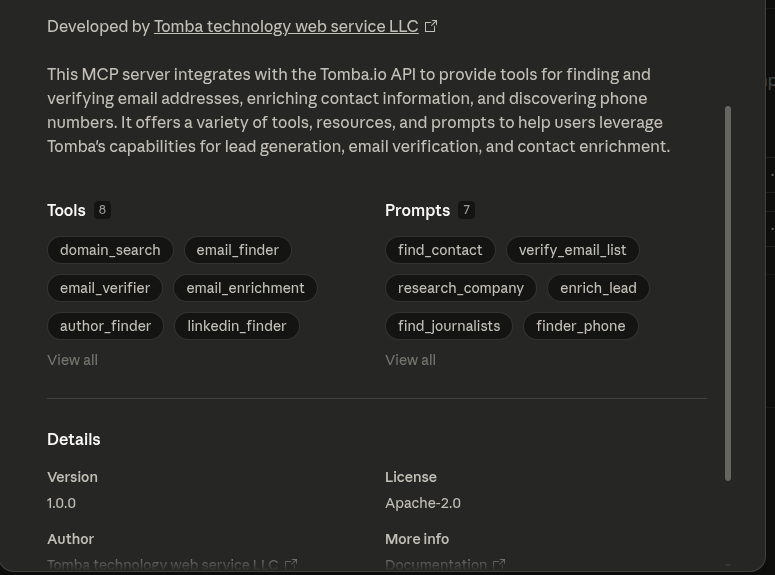 Developed by Tomba technology web service LLC
This MCP server integrates with the Tomba.io API to provide tools for finding and
verifying email addresses, enriching contact information, and discovering phone
numbers. It offers a variety of tools, resources, and prompts to help users leverage
Tomba's capabilities for lead generation, email verification, and contact enrichment.
Tools 8
domain_search email_finder
email_verifier email_enrichment
author_finder linkedin_finder
View all
Prompts 7
find_contact verify_email_list
research_company enrich_lead
find_journalists finder_phone
View all
Details
Version
1.0.0
License
Apache-2.0
Author
Tomba technology web service LLC
More info
Documentation